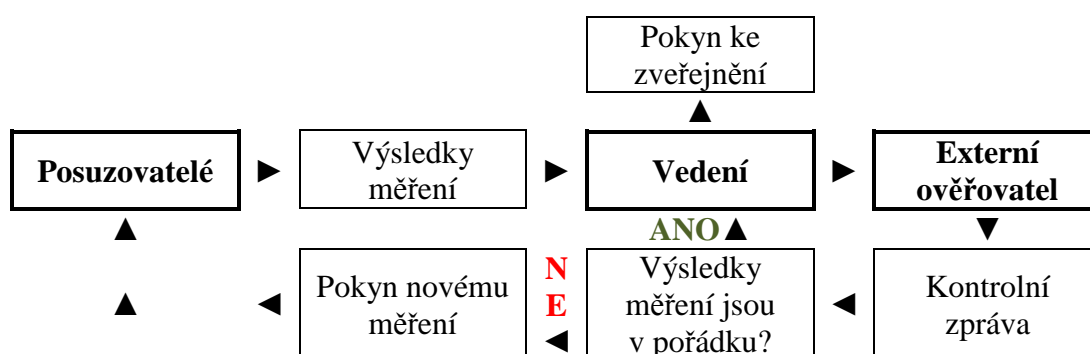 Pokyn ke
zveřejnění
Posuzovatelé
Výsledky
měření
Vedení
Externí
ověřovatel
ANO
Pokyn novému
měření
N
E
Výsledky
měření jsou
v pořádku?
Kontrolní
zpráva